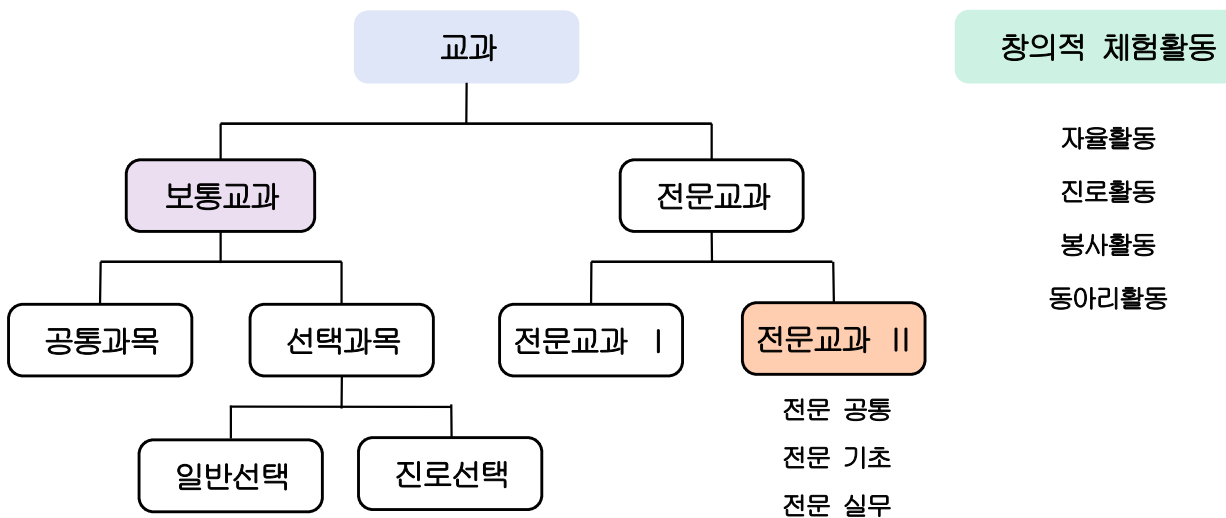 교과
창의적 체험활동
자율활동
진로활동
봉사활동
동아리활동
보통교과
전문교과
공통과목
선택과목
전문교과 Ⅰ
전문교과 Ⅱ
일반선택
진로선택
전문 공통
전문 기초
전문 실무